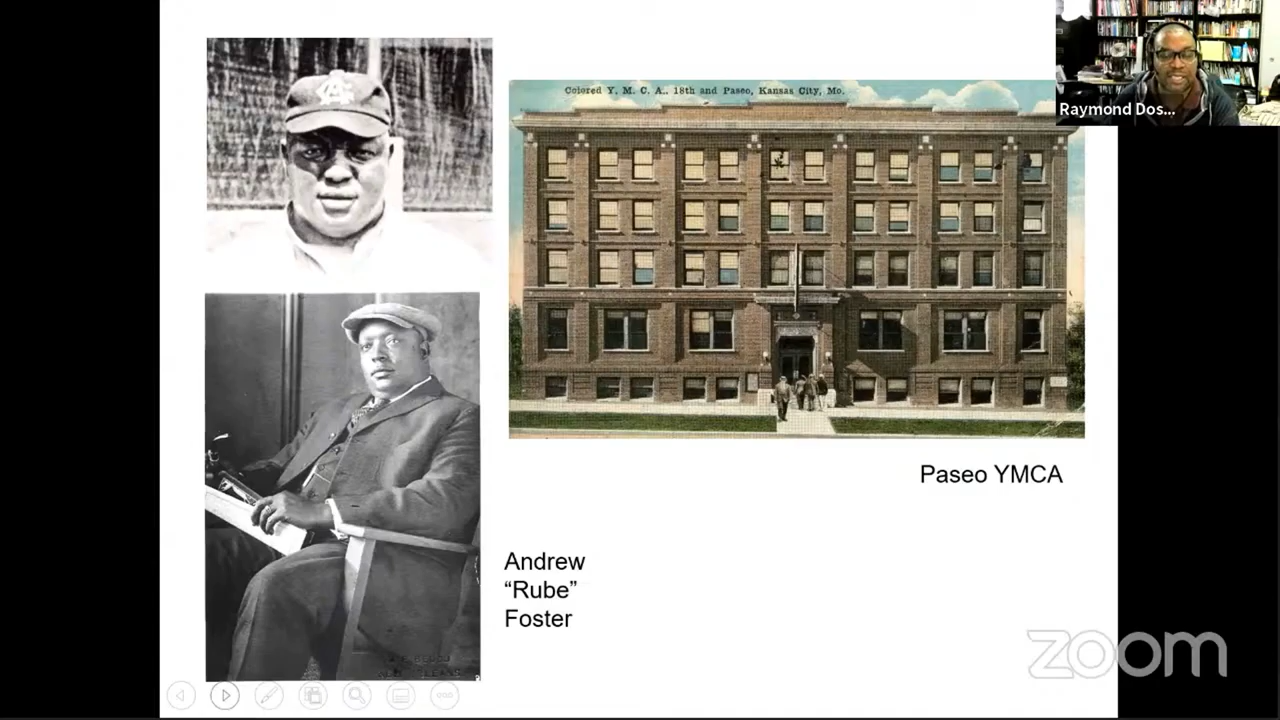 Colored Y. M. C. A., 18th and Paseo, Kansas City, Mo.
Raymond Dos...
Paseo YMCA
Andrew
“Rube”
Foster
zoom